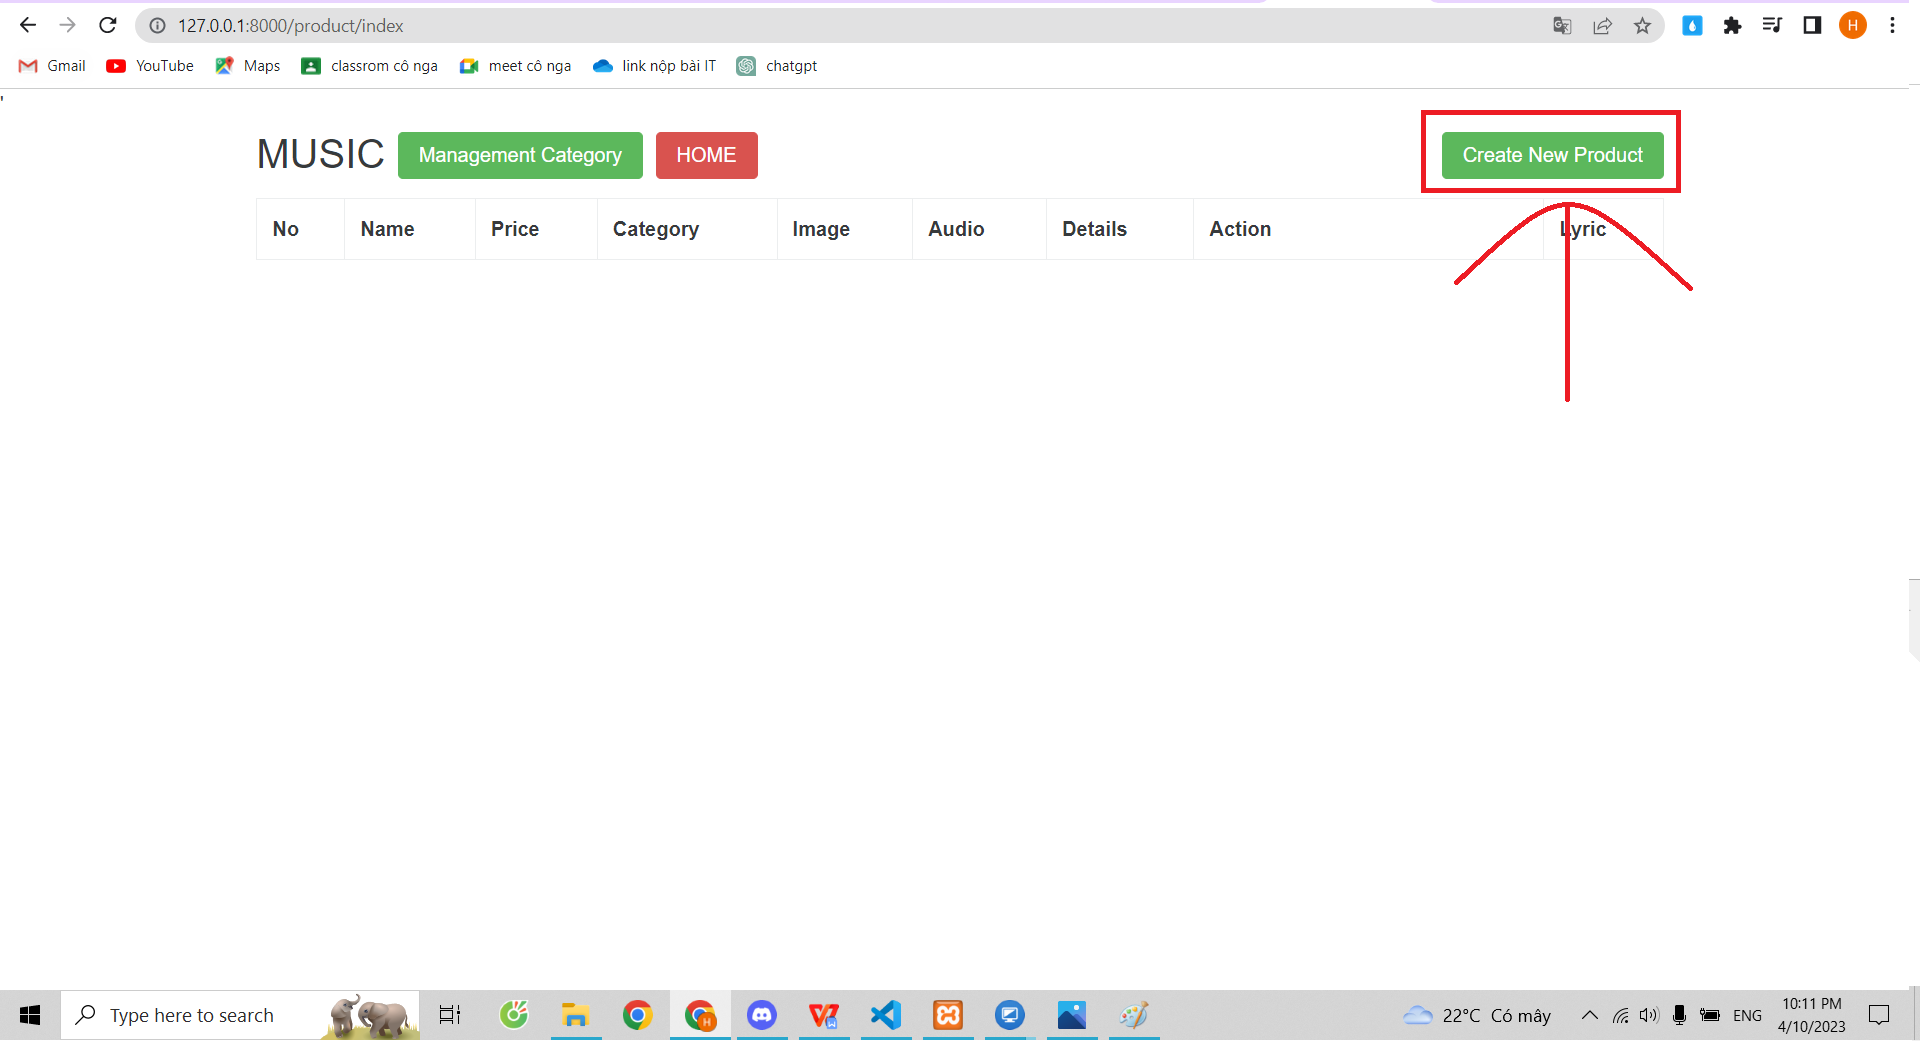 127.0.0.1:8000/product/index
Gmail YouTube Maps classrom cô nga meet cô nga link nộp bài IT chatgpt
'
MUSIC Management Category HOME Create New Product
No Name Price Category Image Audio Details Action Lyric
Type here to search
22°C Có mây ENG
10:11 PM
4/10/2023